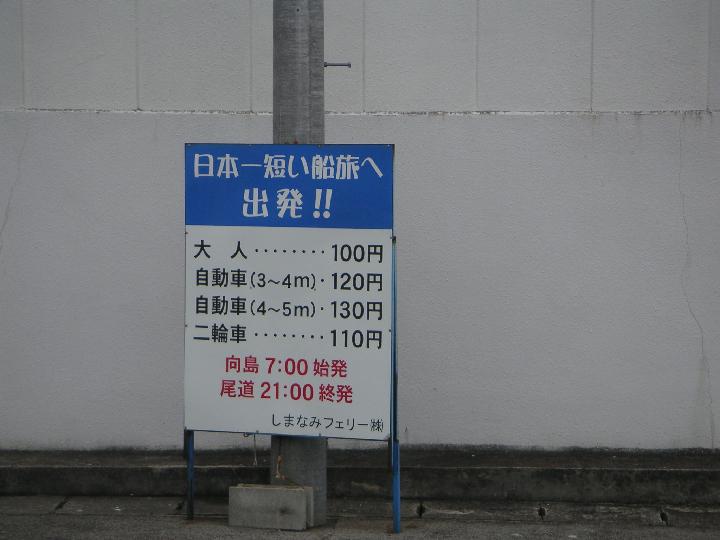 日本一短い船旅へ
出発!!
大 人 ········ 100円
自動車(3〜4m)· 120円
自動車(4〜5m)· 130円
二輪車 ········ 110円
向島 7:00 始発
尾道 21:00 終発
しまなみフェリー㈱